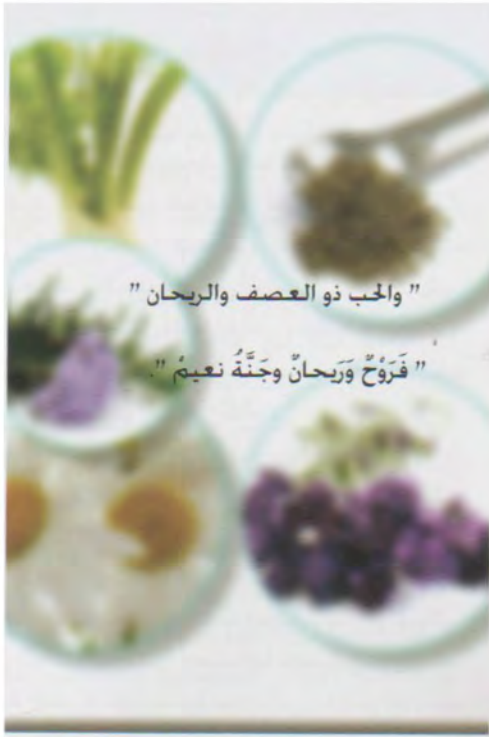 " والحب ذو العصف والريحان "
" فَرَوْحٌ وَرَيحانٌ وجَنَّةُ نعيمْ ".